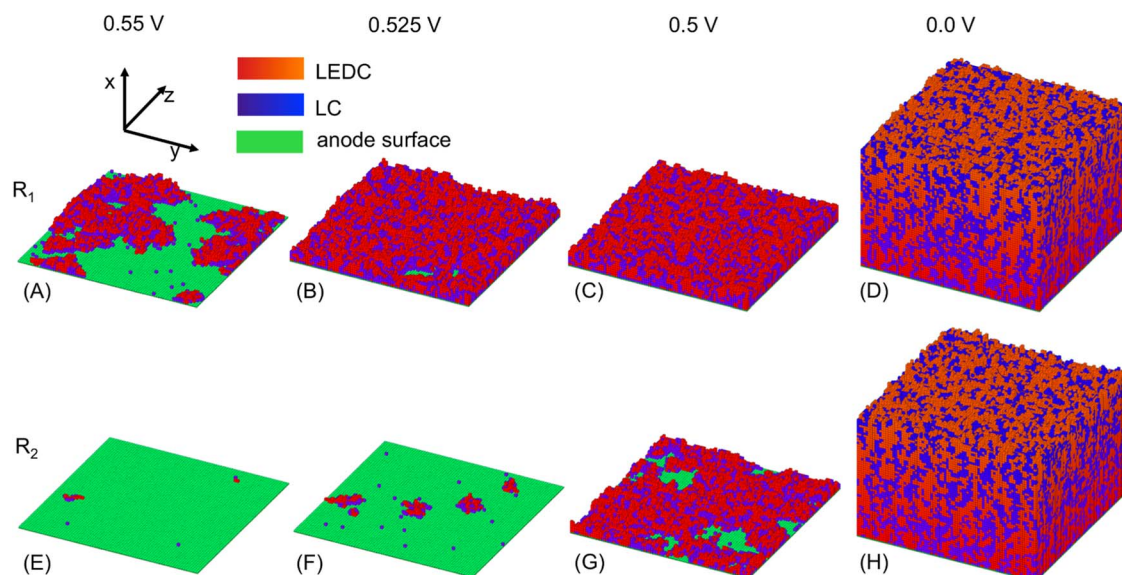 0.55 V 0.525 V 0.5 V 0.0 V
x
z
y
LEDC
LC
anode surface
R1
(A) (B) (C) (D)
R2
(E) (F) (G) (H)